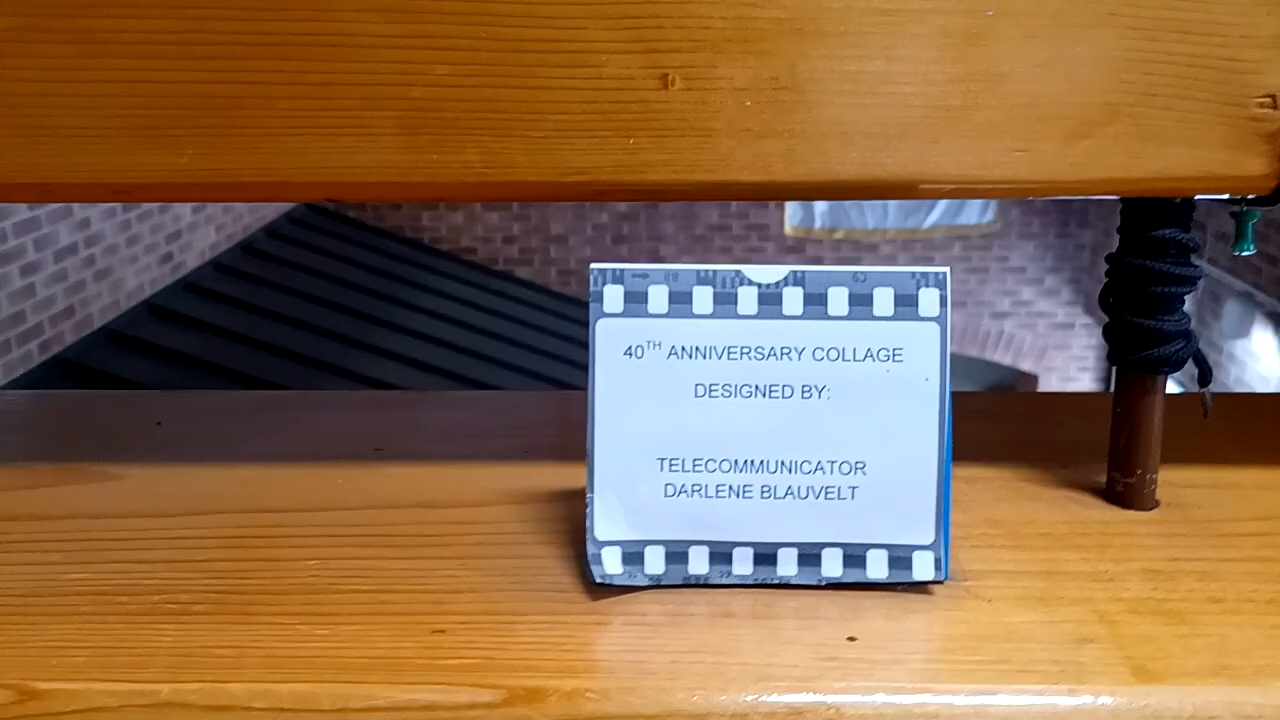 40TH ANNIVERSARY COLLAGE
DESIGNED BY:
TELECOMMUNICATOR
DARLENE BLAUVELT